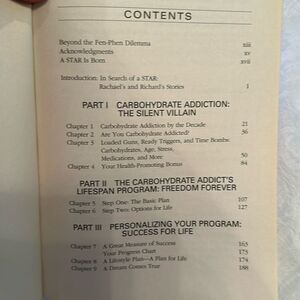 CONTENTS
Beyond the Fen-Phen Dilemma xiii
Acknowledgments xv
A STAR Is Born xvii
Introduction: In Search of a STAR:
Rachael's and Richard's Stories 1
PART I CARBOHYDRATE ADDICTION:
THE SILENT VILLAIN
Chapter 1 Carbohydrate Addiction by the Decade 21
Chapter 2 Are You Carbohydrate Addicted? 36
Chapter 3 Loaded Guns, Ready Triggers, and Time Bombs:
Carbohydrates, Age, Stress,
Medications, and More 50
Chapter 4 Your Health-Promoting Bonus 84
PART II THE CARBOHYDRATE ADDICT'S
LIFESPAN PROGRAM: FREEDOM FOREVER
Chapter 5 Step One: The Basic Plan 107
Chapter 6 Step Two: Options for Life 127
PART III PERSONALIZING YOUR PROGRAM:
SUCCESS FOR LIFE
Chapter 7 A Great Measure of Success 163
Your Progress Chart 173
Chapter 8 A Lifestyle Plan—A Plan for Life 174
Chapter 9 A Dream Comes True 188